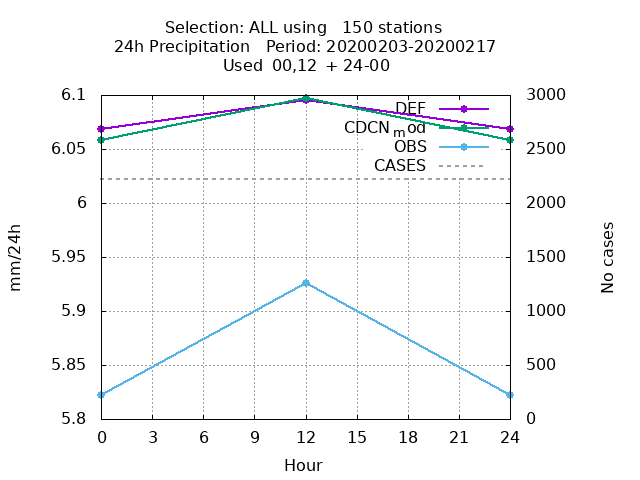 Selection: ALL using 150 stations
24h Precipitation Period: 20200203-20200217
Used 00,12 + 24-00
6.1
6.05
6
5.95
5.9
5.85
5.8
mm/24h
3000
2500
2000
1500
1000
500
0
No cases
DEF
CDCN_mod
OBS
CASES
0 3 6 9 12 15 18 21 24
Hour